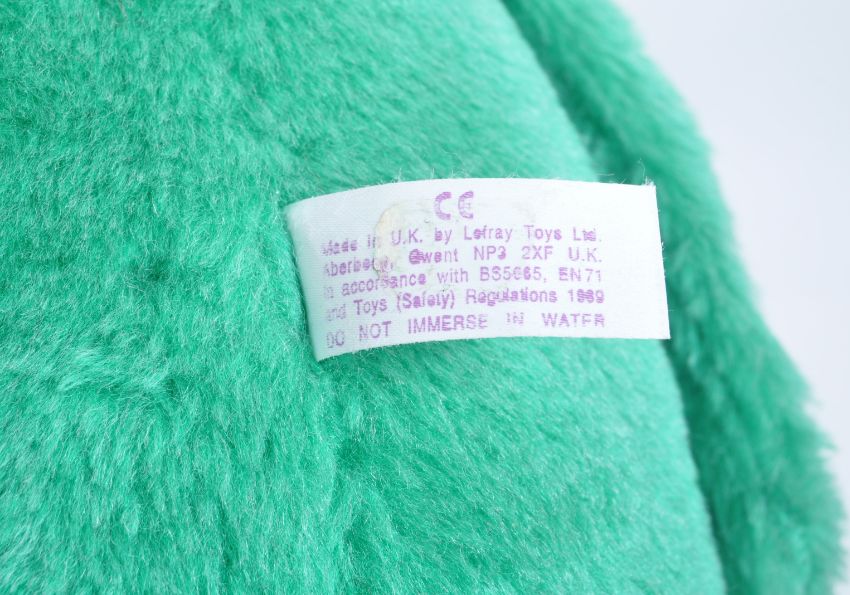 CE
Made in U.K. by Lefray Toys Ltd.
Gwent NP3 2XF U.K.
in accordance with BS5665, EN71
and Toys (Safety) Regulations 1989
DO NOT IMMERSE IN WATER